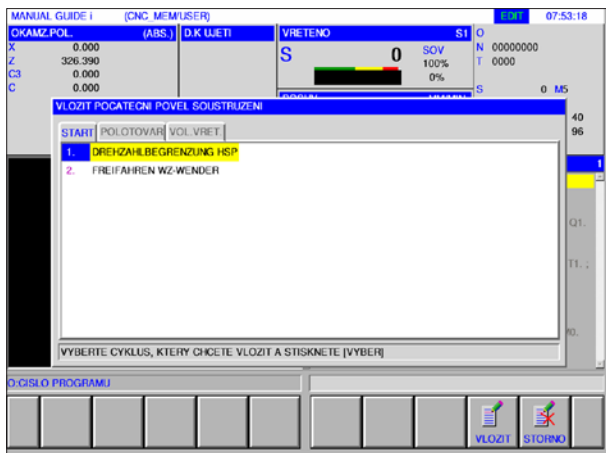 MANUAL GUIDE i (CNC_MEM/USER) EDIT 07:53:18
OKAMZ.POL. (ABS.) D.K UJETI VRETENO S1 O
X 0.000 S 0 SOV N 00000000
Z 326.390 100% T 0000
C3 0.000 0%
C 0.000 S 0 M5
VLOZIT POCATECNI POVEL SOUSTRUZENI
40
START POLOTOVAR VOL.VRET. 96
1. DREHZAHLBEGRENZUNG HSP 1
2. FREIFAHREN WZ-WENDER
Q1.
T1. ;
VYBERTE CYKLUS, KTERY CHCETE VLOZIT A STISKNETE [VYBER]
O:CISLO PROGRAMU
VLOZIT STORNO